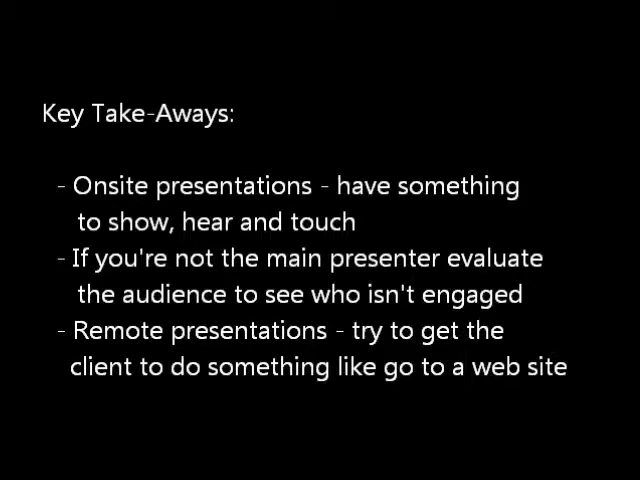 Key Take-Aways:
- Onsite presentations - have something
to show, hear and touch
- If you're not the main presenter evaluate
the audience to see who isn't engaged
- Remote presentations - try to get the
client to do something like go to a web site